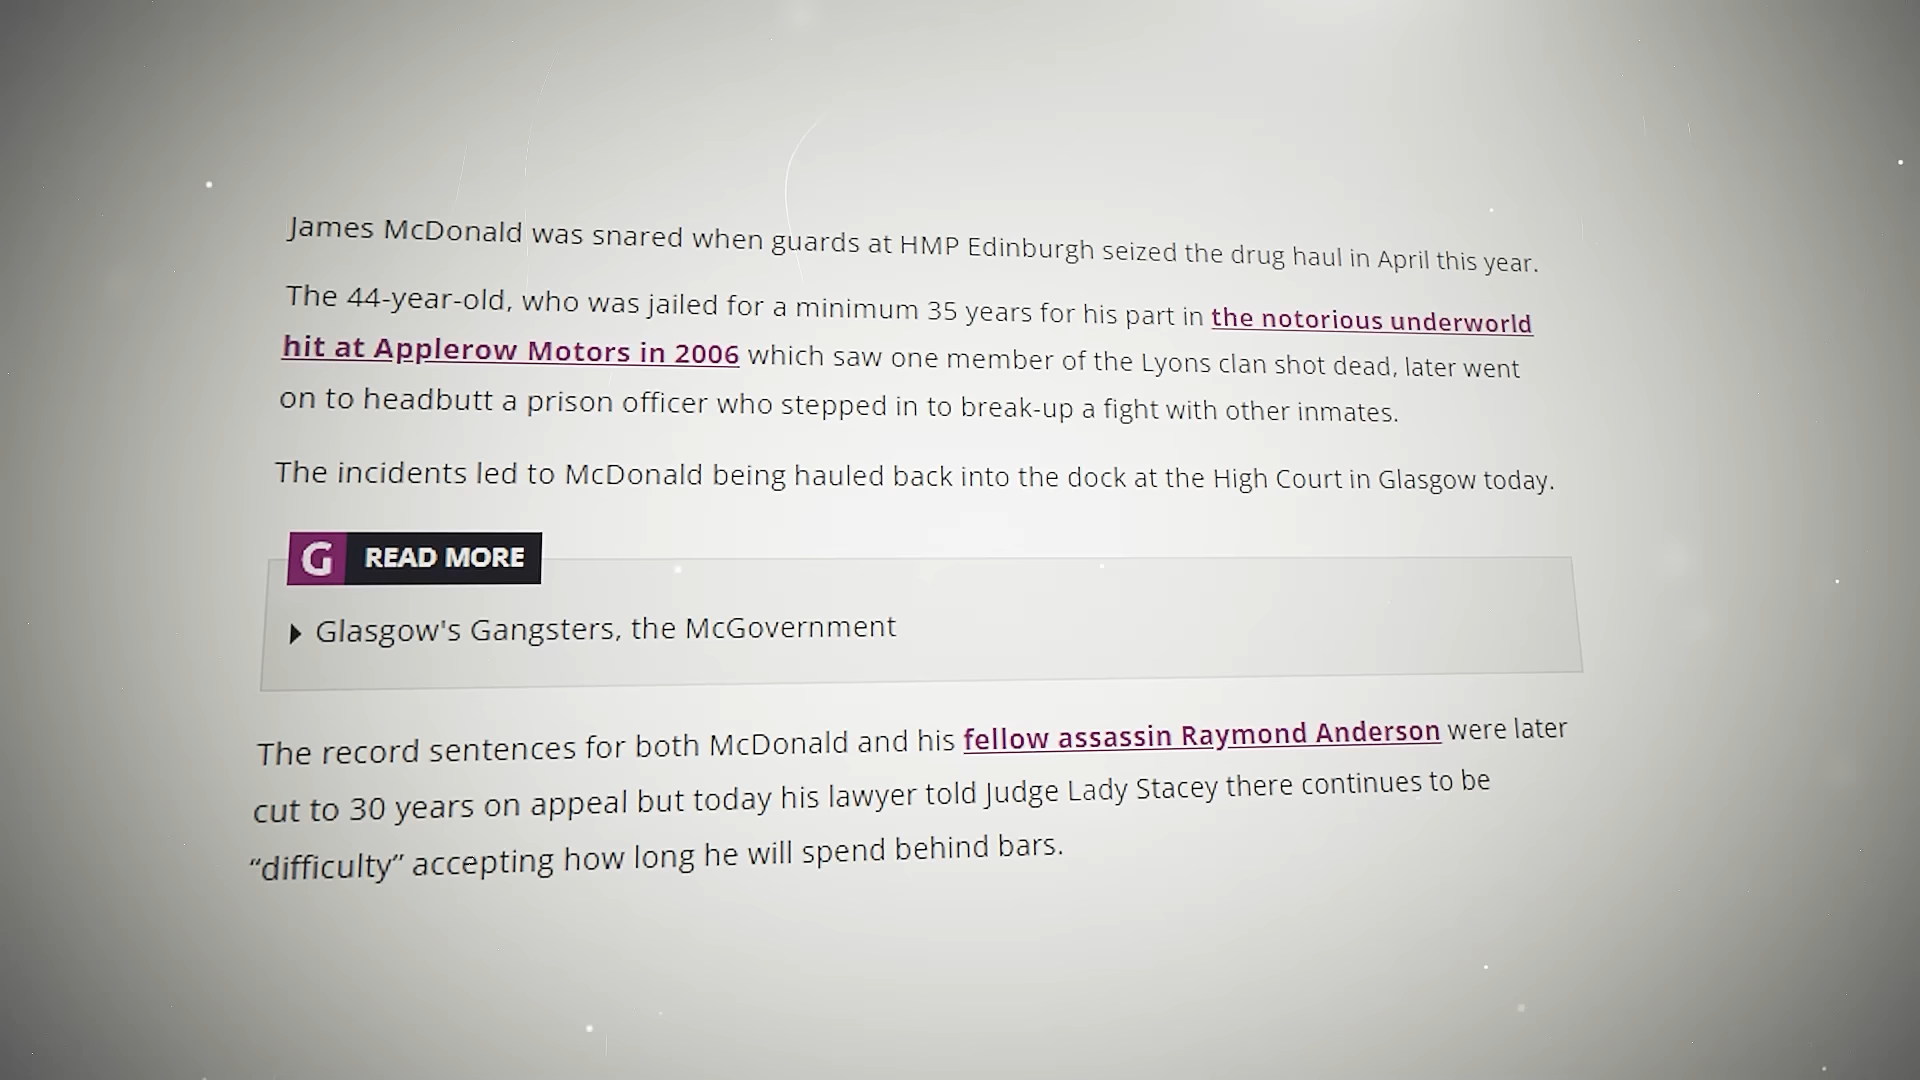 James McDonald was snared when guards at HMP Edinburgh seized the drug haul in April this year.
The 44-year-old, who was jailed for a minimum 35 years for his part in the notorious underworld
hit at Applerow Motors in 2006 which saw one member of the Lyons clan shot dead, later went
on to headbutt a prison officer who stepped in to break-up a fight with other inmates.
The incidents led to McDonald being hauled back into the dock at the High Court in Glasgow today.
G READ MORE
Glasgow's Gangsters, the McGovernment
The record sentences for both McDonald and his fellow assassin Raymond Anderson were later
cut to 30 years on appeal but today his lawyer told Judge Lady Stacey there continues to be
“difficulty” accepting how long he will spend behind bars.